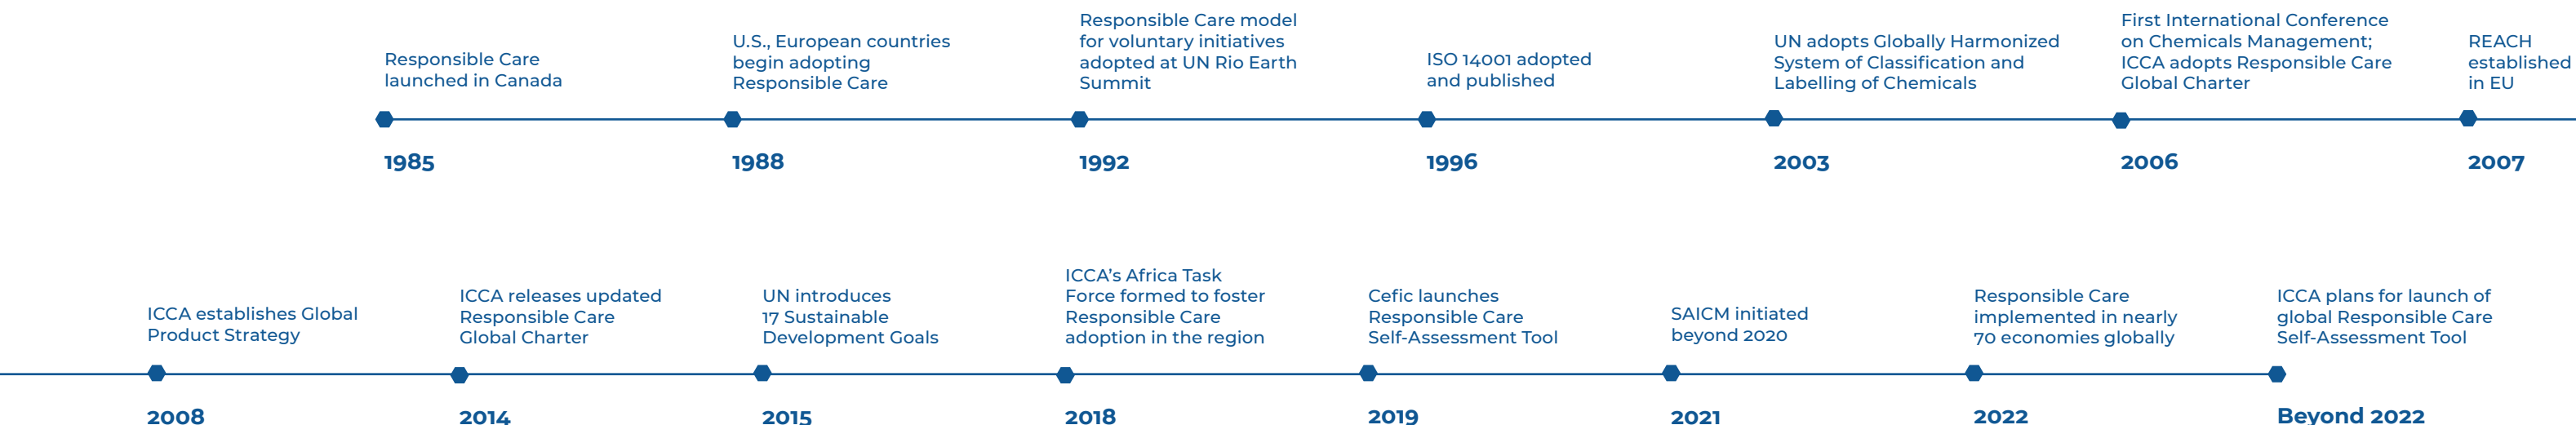 Responsible Care
launched in Canada
1985
U.S., European countries
begin adopting
Responsible Care
1988
Responsible Care model
for voluntary initiatives
adopted at UN Rio Earth
Summit
1992
ISO 14001 adopted
and published
1996
UN adopts Globally Harmonized
System of Classification and
Labelling of Chemicals
2003
First International Conference
on Chemicals Management;
ICCA adopts Responsible Care
Global Charter
2006
REACH
established
in EU
2007
ICCA establishes Global
Product Strategy
2008
ICCA releases updated
Responsible Care
Global Charter
2014
UN introduces
17 Sustainable
Development Goals
2015
ICCA’s Africa Task
Force formed to foster
Responsible Care
adoption in the region
2018
Cefic launches
Responsible Care
Self-Assessment Tool
2019
SAICM initiated
beyond 2020
2021
Responsible Care
implemented in nearly
70 economies globally
2022
ICCA plans for launch of
global Responsible Care
Self-Assessment Tool
Beyond 2022